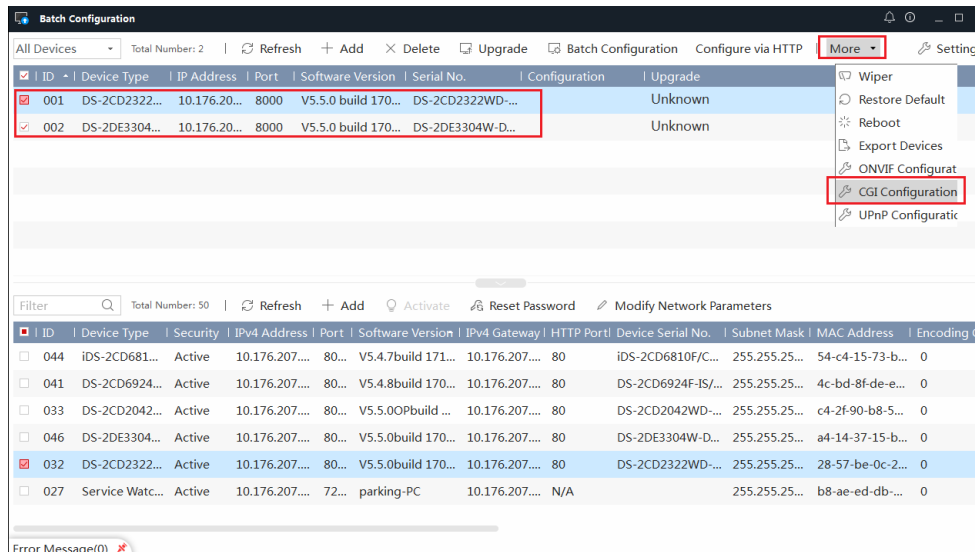 Batch Configuration
All Devices Total Number: 2 Refresh Add Delete Upgrade Batch Configuration Configure via HTTP More Setting
ID Device Type IP Address Port Software Version Serial No. Configuration Upgrade
001 DS-2CD2322... 10.176.20... 8000 V5.5.0 build 170... DS-2CD2322WD-... Unknown
002 DS-2DE3304... 10.176.20... 8000 V5.5.0 build 170... DS-2DE3304W-D... Unknown
Wiper
Restore Default
Reboot
Export Devices
ONVIF Configurat
CGI Configuration
UPnP Configuratic
Filter Total Number: 50 Refresh Add Activate Reset Password Modify Network Parameters
ID Device Type Security IPv4 Address Port Software Version IPv4 Gateway HTTP Port Device Serial No. Subnet Mask MAC Address Encoding C
044 iDS-2CD681... Active 10.176.207.... 80... V5.4.7build 171... 10.176.207.... 80 iDS-2CD6810F/C... 255.255.25... 54-c4-15-73-b... 0
041 DS-2CD6924... Active 10.176.207.... 80... V5.4.8build 170... 10.176.207.... 80 DS-2CD6924F-IS/... 255.255.25... 4c-bd-8f-de-e... 0
033 DS-2CD2042... Active 10.176.207.... 80... V5.5.0OPbuild ... 10.176.207.... 80 DS-2CD2042WD-... 255.255.25... c4-2f-90-b8-5... 0
046 DS-2DE3304... Active 10.176.207.... 80... V5.5.0build 170... 10.176.207.... 80 DS-2DE3304W-D... 255.255.25... a4-14-37-15-b... 0
032 DS-2CD2322... Active 10.176.207.... 80... V5.5.0build 170... 10.176.207.... 80 DS-2CD2322WD-... 255.255.25... 28-57-be-0c-2... 0
027 Service Watc... Active 10.176.207.... 72... parking-PC 10.176.207.... N/A 255.255.25... b8-ae-ed-db-... 0
Error Message(0)